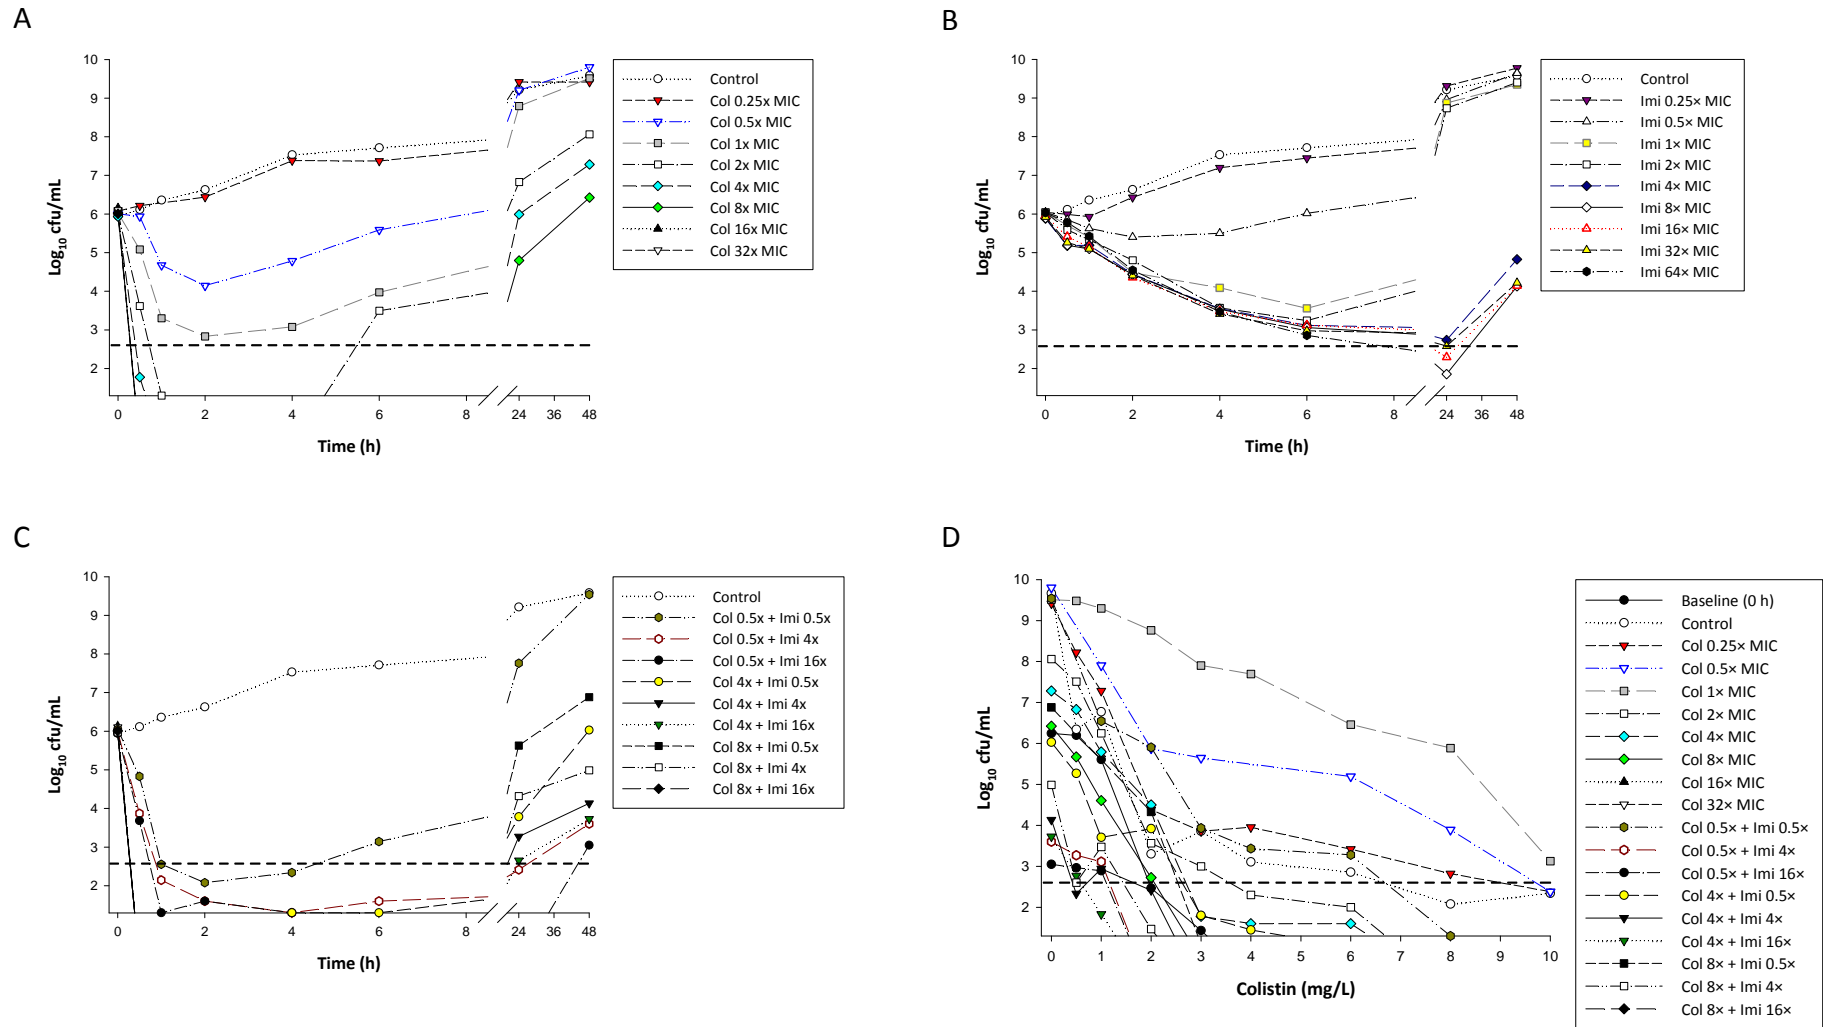 A
10
9
8
7
6
5
4
3
2
Log10 cfu/mL
0 2 4 6 8 24 36 48
Time (h)
Control
Col 0.25x MIC
Col 0.5x MIC
Col 1x MIC
Col 2x MIC
Col 4x MIC
Col 8x MIC
Col 16x MIC
Col 32x MIC
B
10
9
8
7
6
5
4
3
2
Log10 cfu/mL
0 2 4 6 8 24 36 48
Time (h)
Control
Imi 0.25× MIC
Imi 0.5× MIC
Imi 1× MIC
Imi 2× MIC
Imi 4× MIC
Imi 8× MIC
Imi 16× MIC
Imi 32× MIC
Imi 64× MIC
C
10
9
8
7
6
5
4
3
2
Log10 cfu/mL
0 2 4 6 8 24 36 48
Time (h)
Control
Col 0.5x + Imi 0.5x
Col 0.5x + Imi 4x
Col 0.5x + Imi 16x
Col 4x + Imi 0.5x
Col 4x + Imi 4x
Col 4x + Imi 16x
Col 8x + Imi 0.5x
Col 8x + Imi 4x
Col 8x + Imi 16x
D
10
9
8
7
6
5
4
3
2
Log10 cfu/mL
0 1 2 3 4 5 6 7 8 9 10
Colistin (mg/L)
Baseline (0 h)
Control
Col 0.25× MIC
Col 0.5× MIC
Col 1× MIC
Col 2× MIC
Col 4× MIC
Col 8× MIC
Col 16× MIC
Col 32× MIC
Col 0.5× + Imi 0.5×
Col 0.5× + Imi 4×
Col 0.5× + Imi 16×
Col 4× + Imi 0.5×
Col 4× + Imi 4×
Col 4× + Imi 16×
Col 8× + Imi 0.5×
Col 8× + Imi 4×
Col 8× + Imi 16×